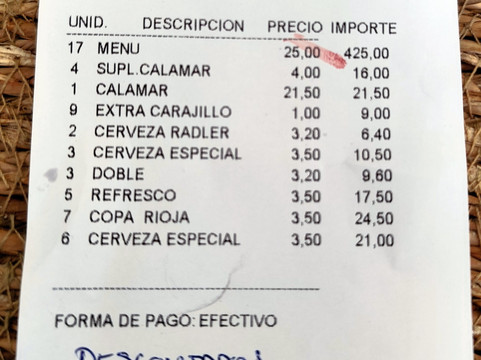 UNID. DESCRIPCION PRECIO IMPORTE
17 MENU 25,00 425,00
4 SUPL.CALAMAR 4,00 16,00
1 CALAMAR 21,50 21,50
9 EXTRA CARAJILLO 1,00 9,00
2 CERVEZA RADLER 3,20 6,40
3 CERVEZA ESPECIAL 3,50 10,50
3 DOBLE 3,20 9,60
5 REFRESCO 3,50 17,50
7 COPA RIOJA 3,50 24,50
6 CERVEZA ESPECIAL 3,50 21,00
FORMA DE PAGO: EFECTIVO